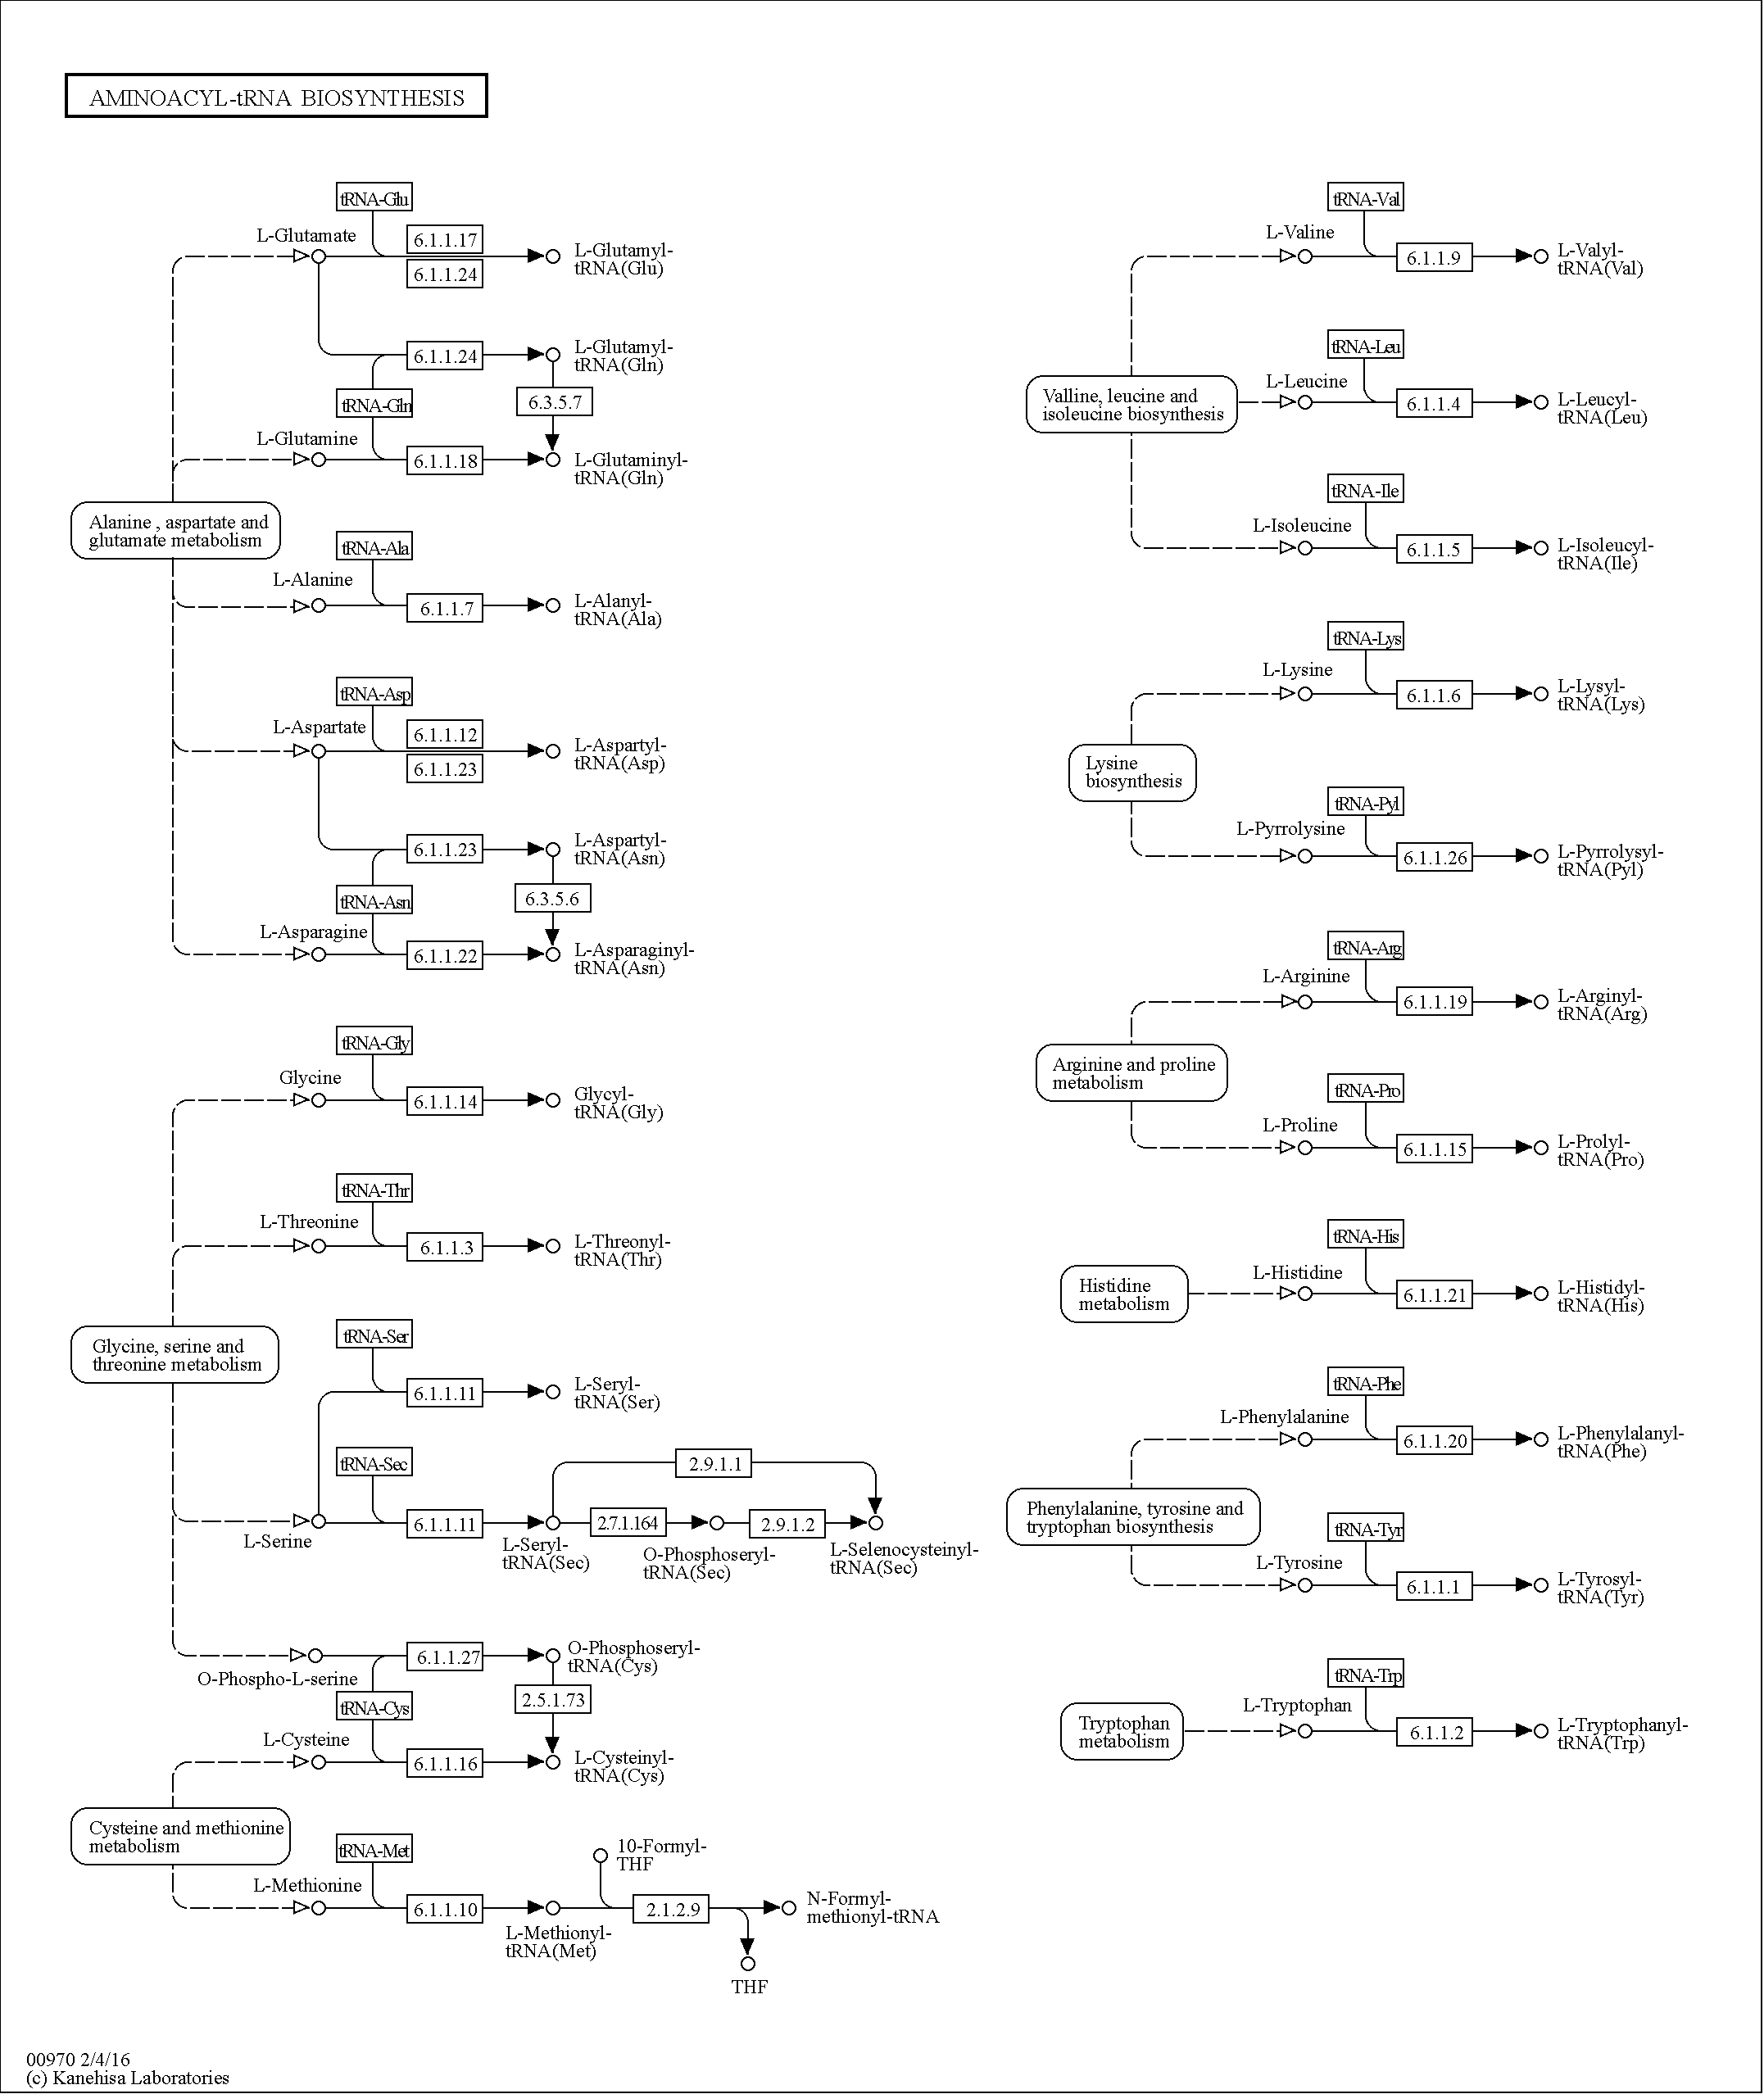 AMINOACYL-tRNA BIOSYNTHESIS
tRNA-Glu
L-Glutamate
6.1.1.17
6.1.1.24
L-Glutamyl-
tRNA(Glu)
6.1.1.24
L-Glutamyl-
tRNA(Gln)
tRNA-Gln
6.3.5.7
L-Glutamine
6.1.1.18
L-Glutaminyl-
tRNA(Gln)
Alanine , aspartate and
glutamate metabolism
tRNA-Ala
L-Alanine
6.1.1.7
L-Alanyl-
tRNA(Ala)
tRNA-Asp
L-Aspartate
6.1.1.12
6.1.1.23
L-Aspartyl-
tRNA(Asp)
6.1.1.23
L-Aspartyl-
tRNA(Asn)
tRNA-Asn
6.3.5.6
L-Asparagine
6.1.1.22
L-Asparaginyl-
tRNA(Asn)
tRNA-Gly
Glycine
6.1.1.14
Glycyl-
tRNA(Gly)
tRNA-Thr
L-Threonine
6.1.1.3
L-Threonyl-
tRNA(Thr)
Glycine, serine and
threonine metabolism
tRNA-Ser
6.1.1.11
L-Seryl-
tRNA(Ser)
tRNA-Sec
L-Serine
6.1.1.11
L-Seryl-
tRNA(Sec)
2.9.1.1
2.7.1.164
O-Phosphoseryl-
tRNA(Sec)
2.9.1.2
L-Selenocysteinyl-
tRNA(Sec)
O-Phospho-L-serine
6.1.1.27
O-Phosphoseryl-
tRNA(Cys)
tRNA-Cys
2.5.1.73
L-Cysteine
6.1.1.16
L-Cysteinyl-
tRNA(Cys)
Cysteine and methionine
metabolism
tRNA-Met
L-Methionine
6.1.1.10
L-Methionyl-
tRNA(Met)
10-Formyl-
THF
2.1.2.9
N-Formyl-
methionyl-tRNA
THF
tRNA-Val
L-Valine
6.1.1.9
L-Valyl-
tRNA(Val)
tRNA-Leu
Valline, leucine and
isoleucine biosynthesis
L-Leucine
6.1.1.4
L-Leucyl-
tRNA(Leu)
tRNA-Ile
L-Isoleucine
6.1.1.5
L-Isoleucyl-
tRNA(Ile)
tRNA-Lys
L-Lysine
6.1.1.6
L-Lysyl-
tRNA(Lys)
Lysine
biosynthesis
tRNA-Pyl
L-Pyrrolysine
6.1.1.26
L-Pyrrolysyl-
tRNA(Pyl)
tRNA-Arg
L-Arginine
6.1.1.19
L-Arginyl-
tRNA(Arg)
Arginine and proline
metabolism
tRNA-Pro
L-Proline
6.1.1.15
L-Prolyl-
tRNA(Pro)
tRNA-His
Histidine
metabolism
L-Histidine
6.1.1.21
L-Histidyl-
tRNA(His)
tRNA-Phe
L-Phenylalanine
6.1.1.20
L-Phenylalanyl-
tRNA(Phe)
Phenylalanine, tyrosine and
tryptophan biosynthesis
tRNA-Tyr
L-Tyrosine
6.1.1.1
L-Tyrosyl-
tRNA(Tyr)
tRNA-Trp
Tryptophan
metabolism
L-Tryptophan
6.1.1.2
L-Tryptophanyl-
tRNA(Trp)
00970 2/4/16
(c) Kanehisa Laboratories